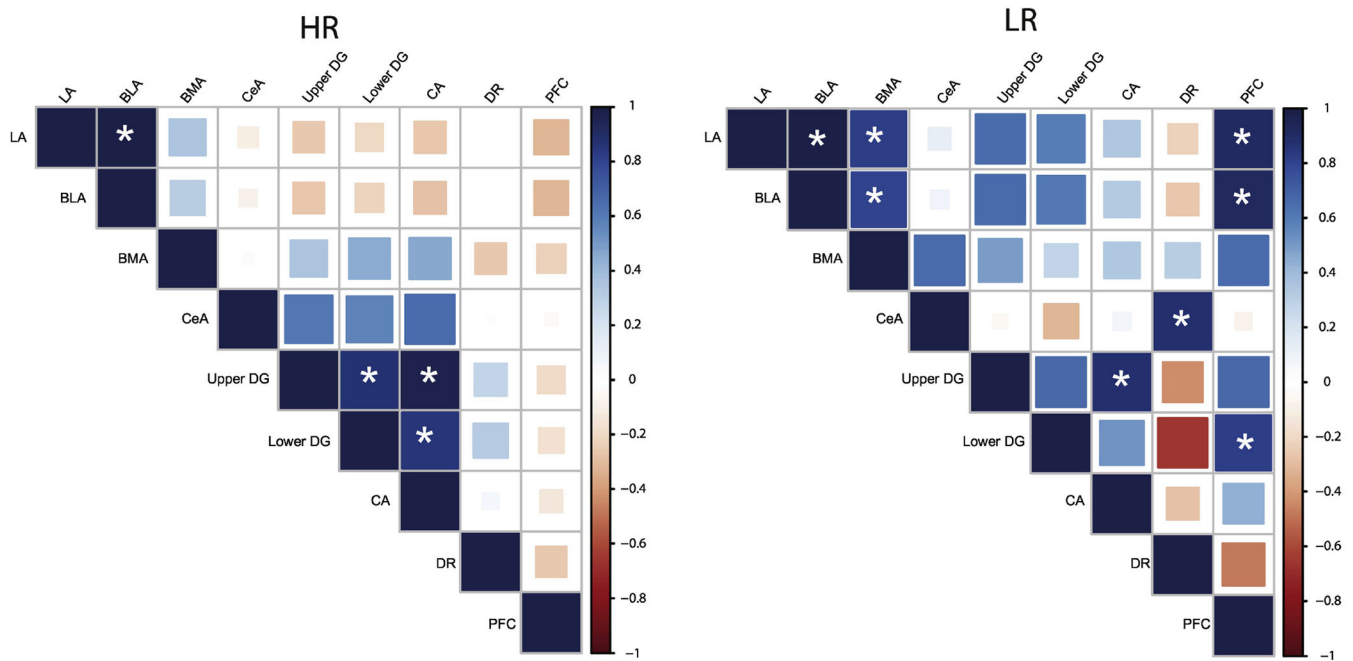 HR
LA BLA BMA CeA Upper DG Lower DG CA DR PFC
LA * 
BLA
BMA
CeA
Upper DG * *
Lower DG *
CA
DR
PFC
1
0.8
0.6
0.4
0.2
0
−0.2
−0.4
−0.6
−0.8
−1
LR
LA BLA BMA CeA Upper DG Lower DG CA DR PFC
LA * * *
BLA * *
BMA
CeA *
Upper DG *
Lower DG *
CA
DR
PFC
1
0.8
0.6
0.4
0.2
0
−0.2
−0.4
−0.6
−0.8
−1